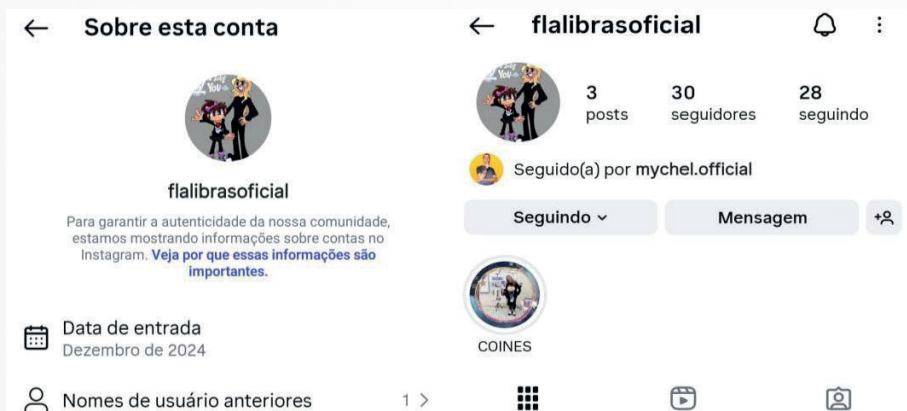 Sobre esta conta
flalibrasoficial
Para garantir a autenticidade da nossa comunidade,
estamos mostrando informações sobre contas no
Instagram. Veja por que essas informações são
importantes.
Data de entrada
Dezembro de 2024
Nomes de usuário anteriores 1 >
flalibrasoficial
3 30 28
posts seguidores seguindo
Seguido(a) por mychel.official
Seguindo Mensagem
COINES